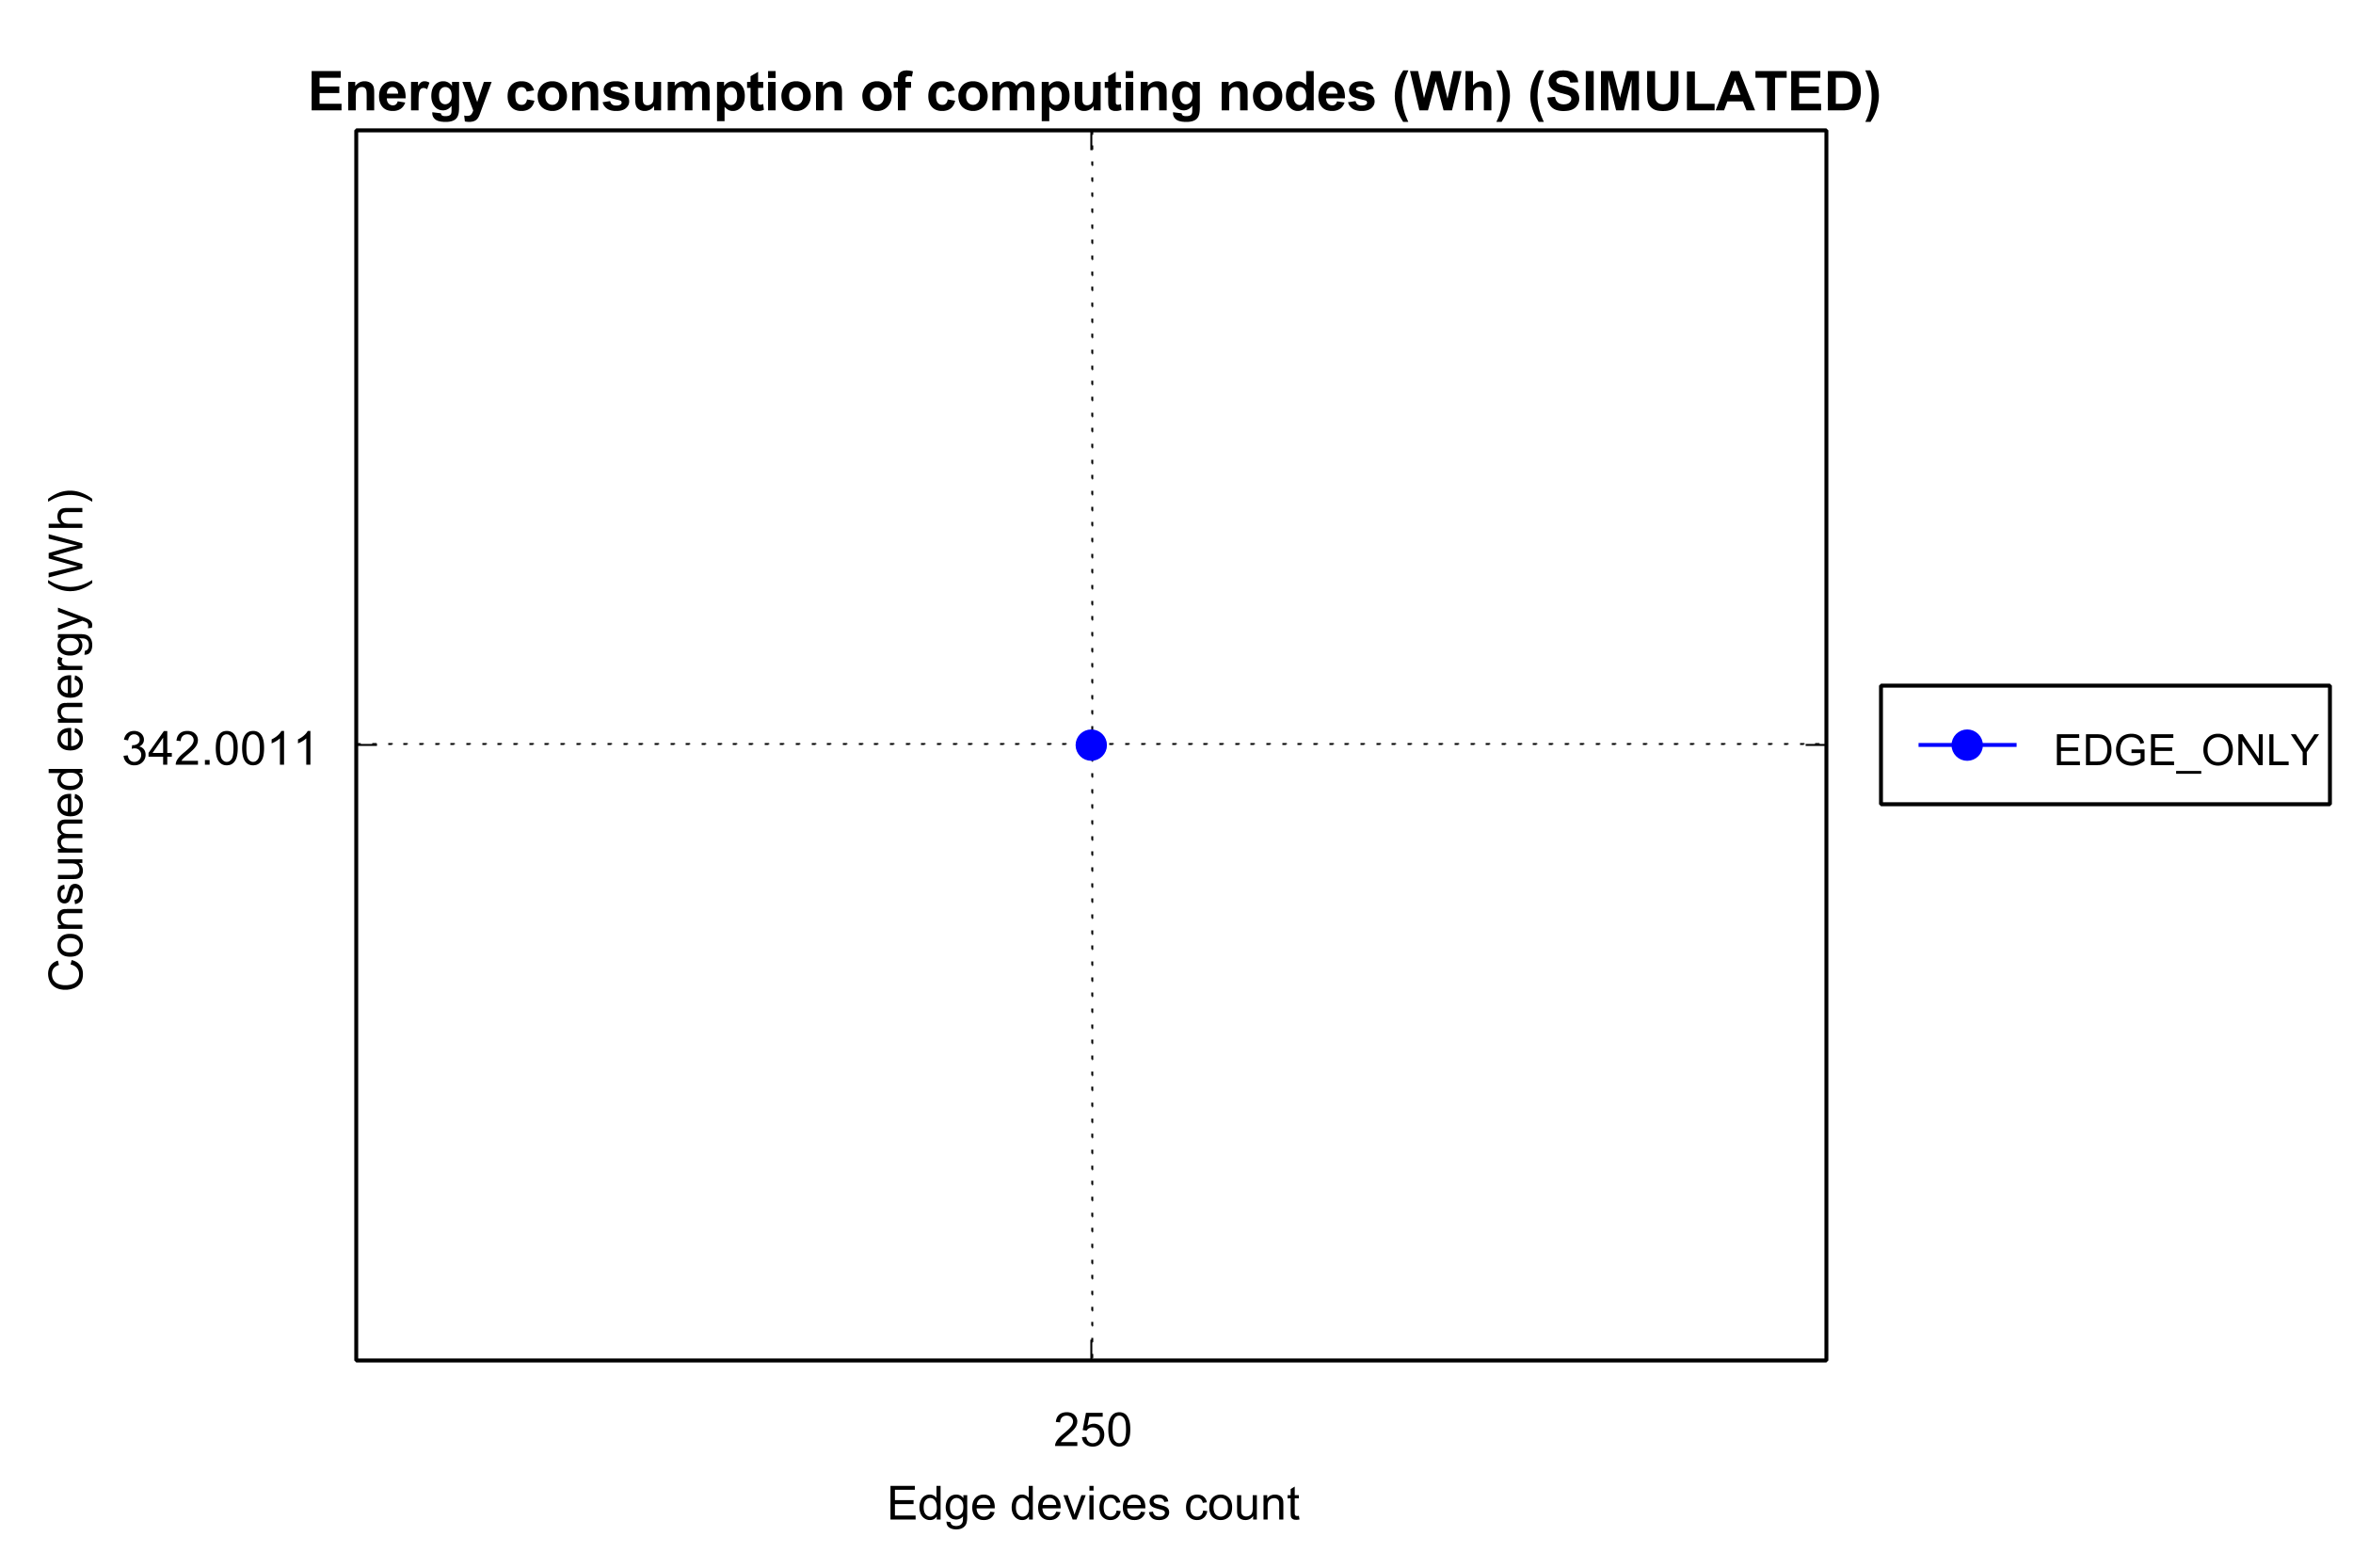 Energy consumption of computing nodes (Wh) (SIMULATED)
Consumed energy (Wh)
342.0011
EDGE_ONLY
250
Edge devices count